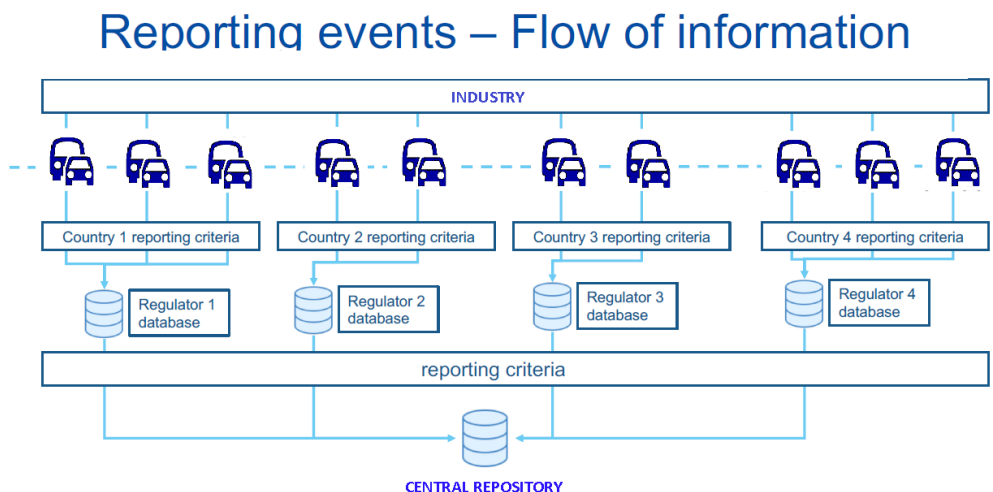 Reporting events – Flow of information
INDUSTRY
Country 1 reporting criteria
Country 2 reporting criteria
Country 3 reporting criteria
Country 4 reporting criteria
Regulator 1
database
Regulator 2
database
Regulator 3
database
Regulator 4
database
reporting criteria
CENTRAL REPOSITORY